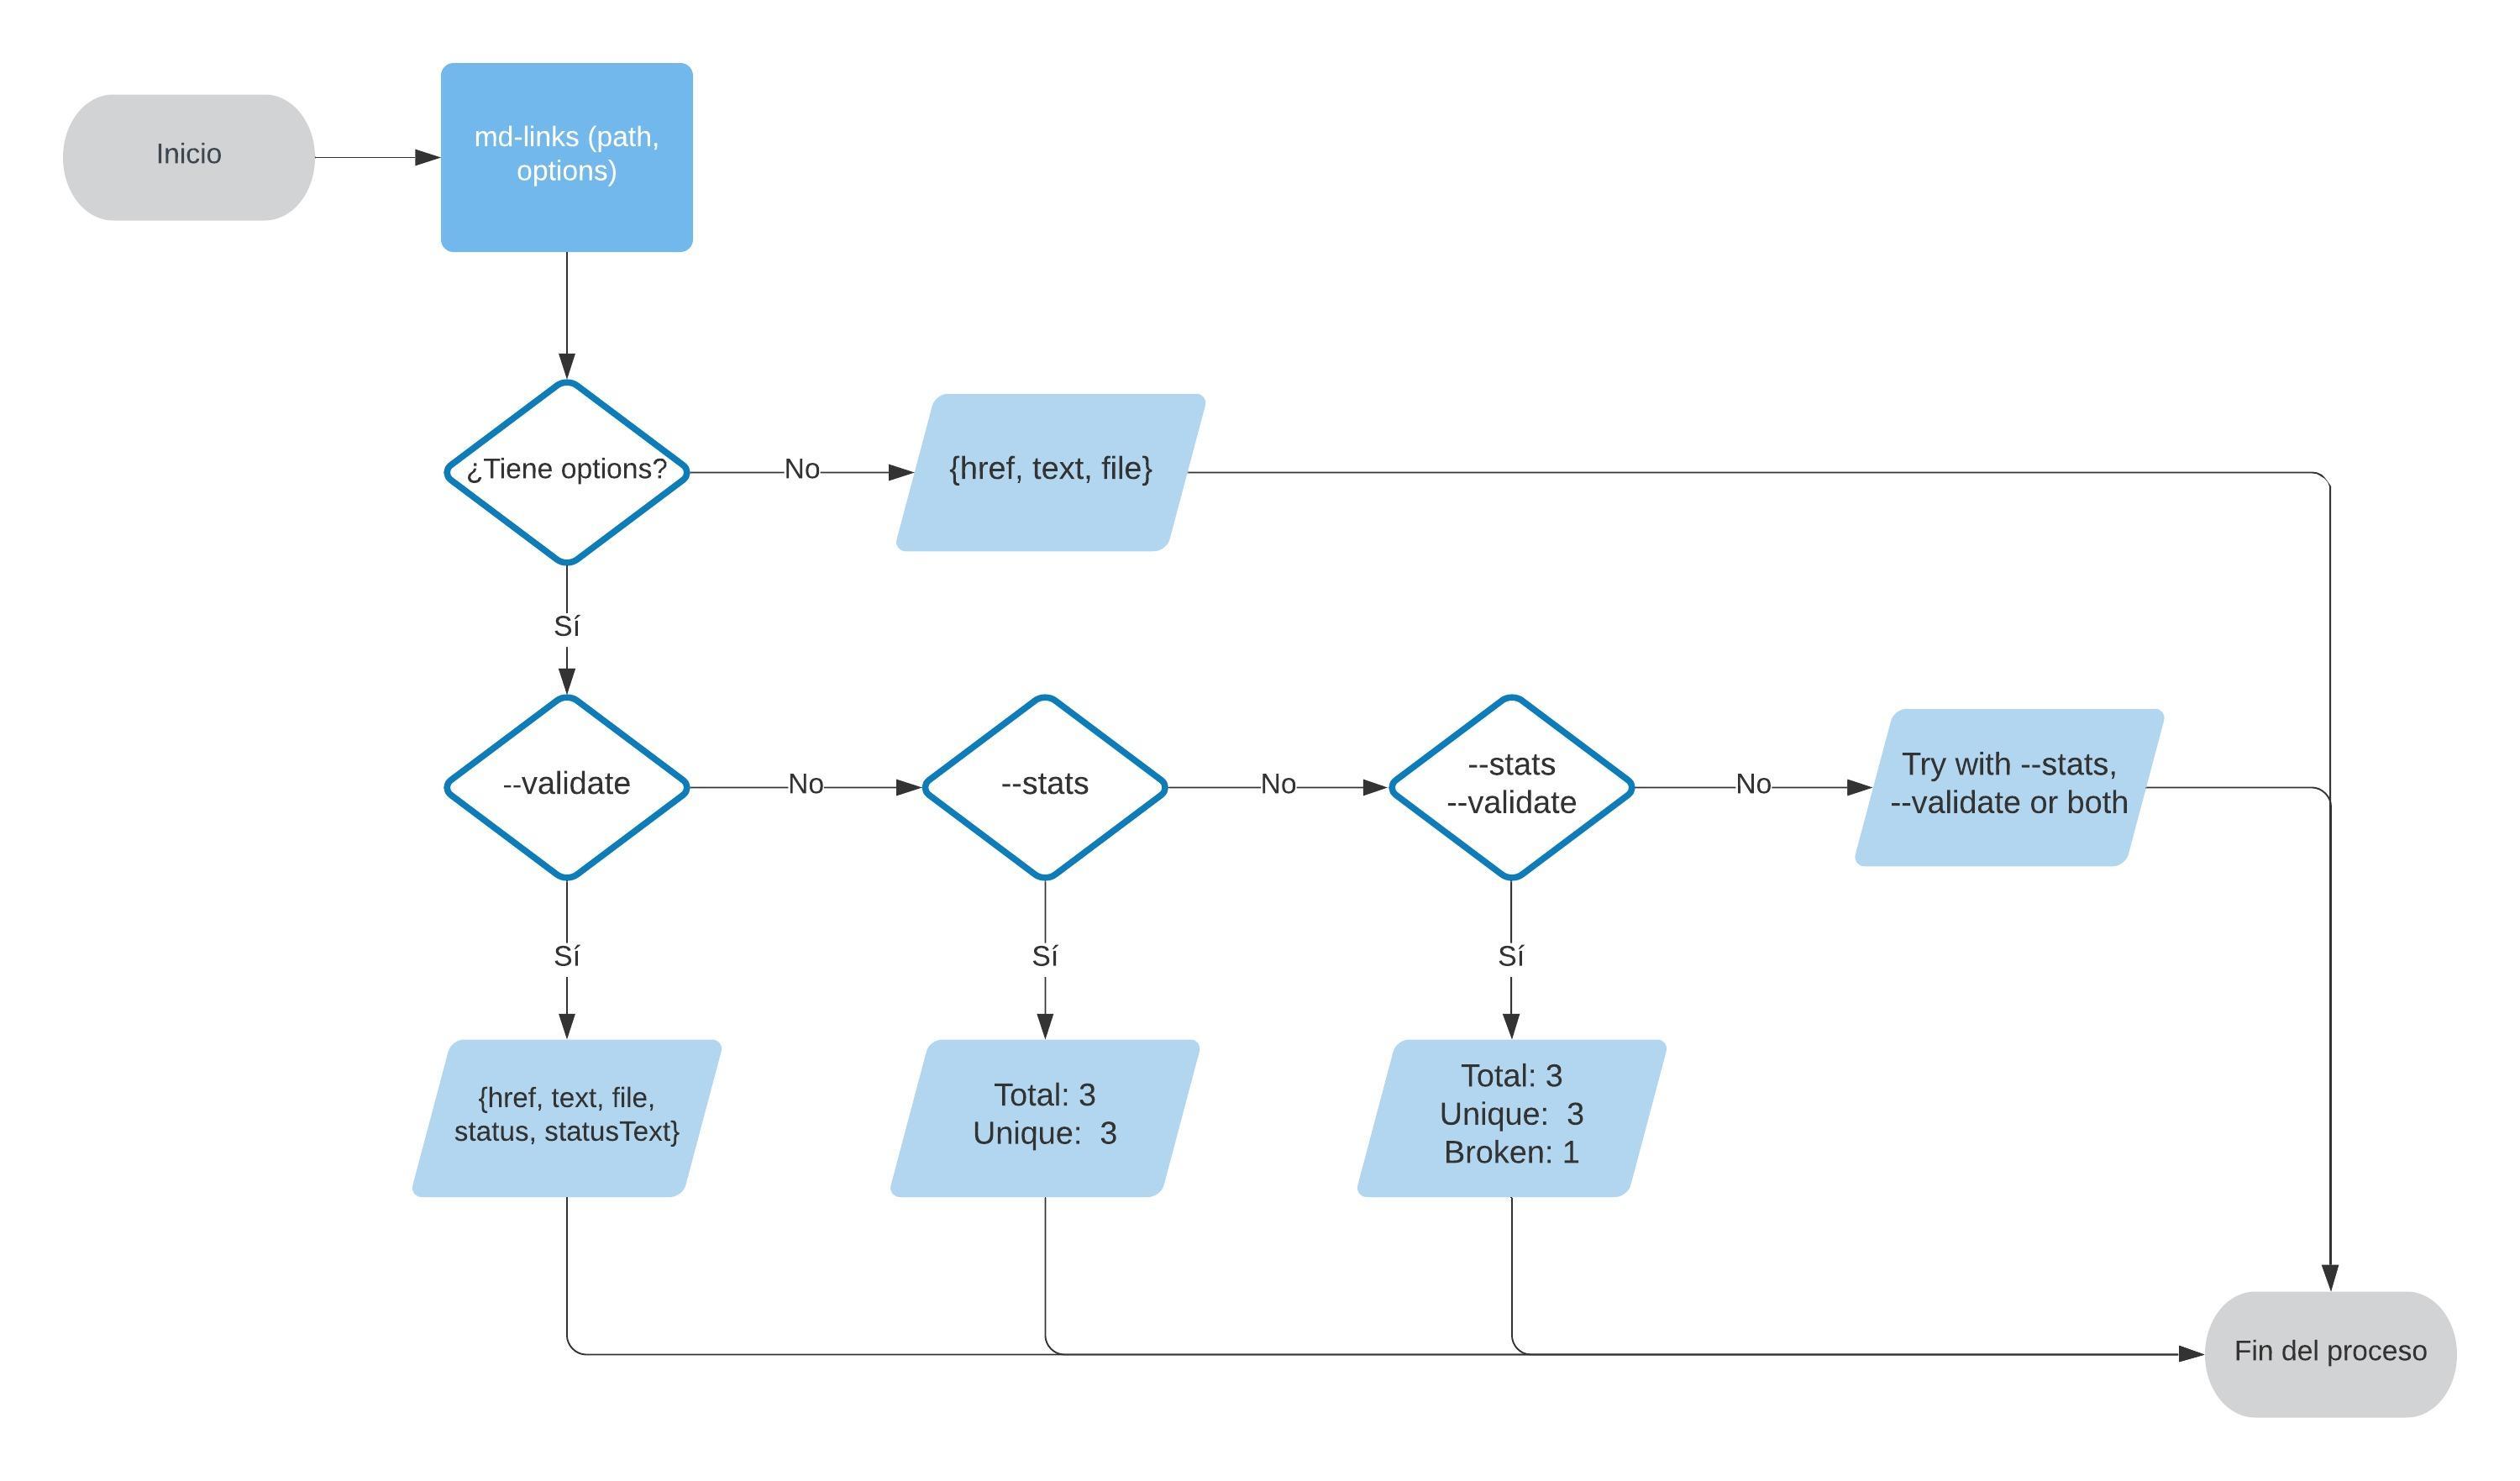 Inicio
md-links (path,
options)
¿Tiene options?
No
{href, text, file}
Sí
--validate
No
--stats
No
--stats
--validate
No
Try with --stats,
--validate or both
Sí
Sí
Sí
{href, text, file,
status, statusText}
Total: 3
Unique:  3
Total: 3
Unique:  3
Broken: 1
Fin del proceso